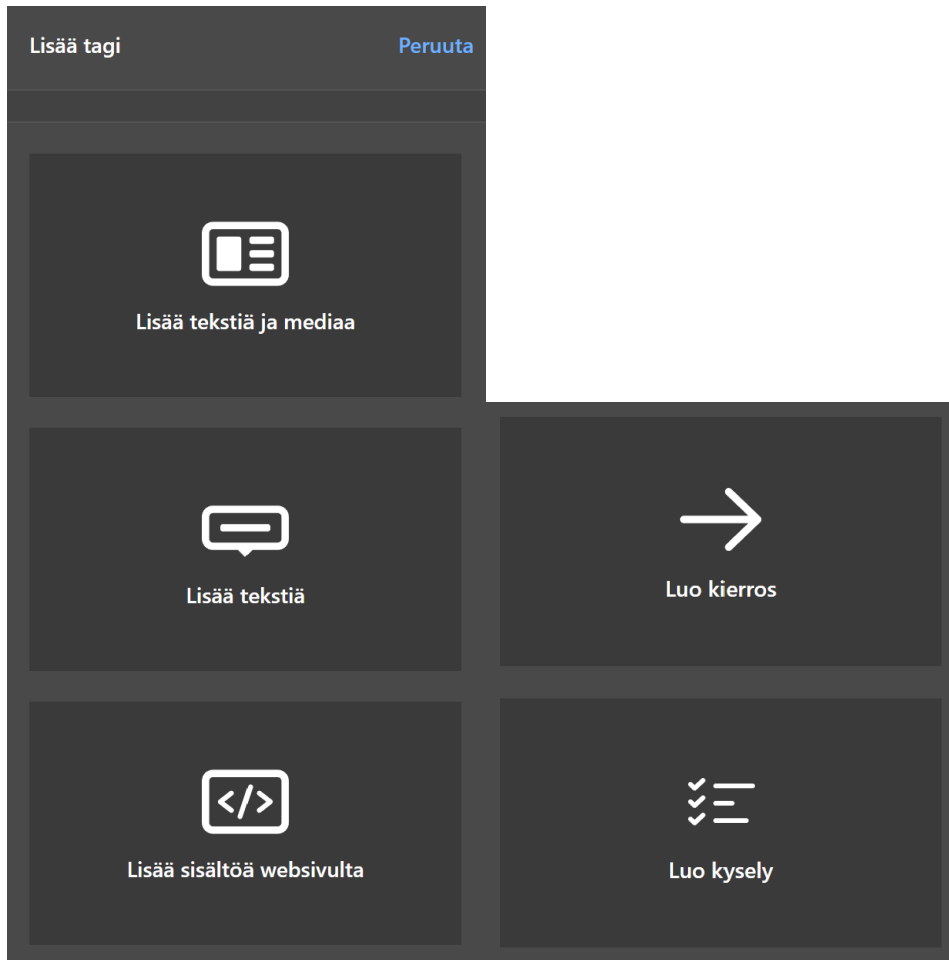 Lisää tagi
Peruuta
Lisää tekstiä ja mediaa
Lisää tekstiä
Lisää sisältöä websivulta
Luo kierros
Luo kysely